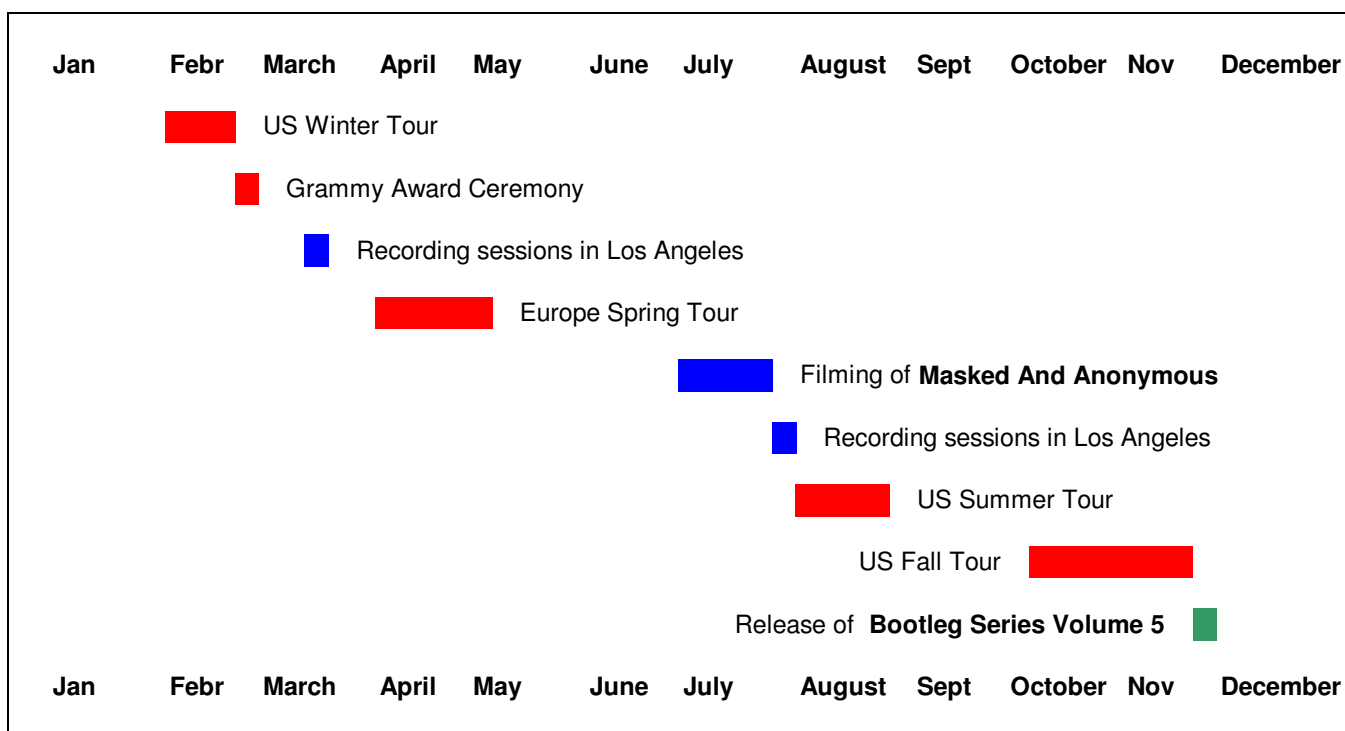 Jan Febr March April May June July August Sept October Nov December
US Winter Tour
Grammy Award Ceremony
Recording sessions in Los Angeles
Europe Spring Tour
Filming of Masked And Anonymous
Recording sessions in Los Angeles
US Summer Tour
US Fall Tour
Release of Bootleg Series Volume 5
Jan Febr March April May June July August Sept October Nov December